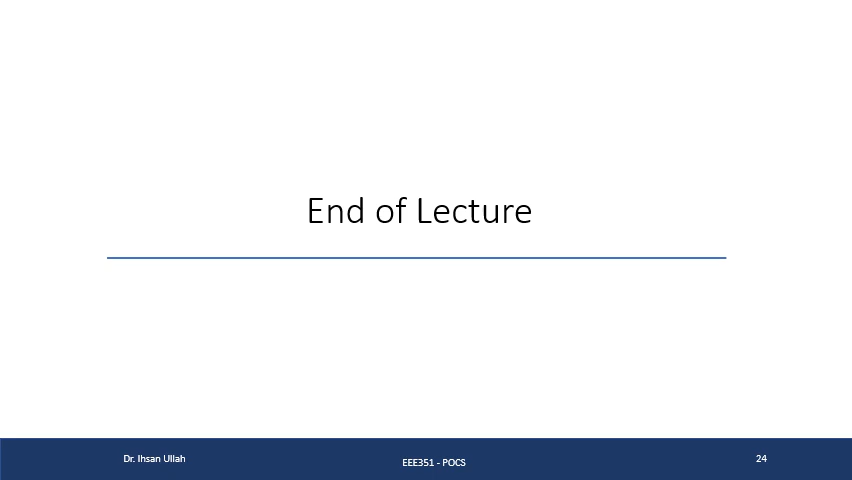 End of Lecture
Dr. Ihsan Ullah
EEE351 - POCS
24